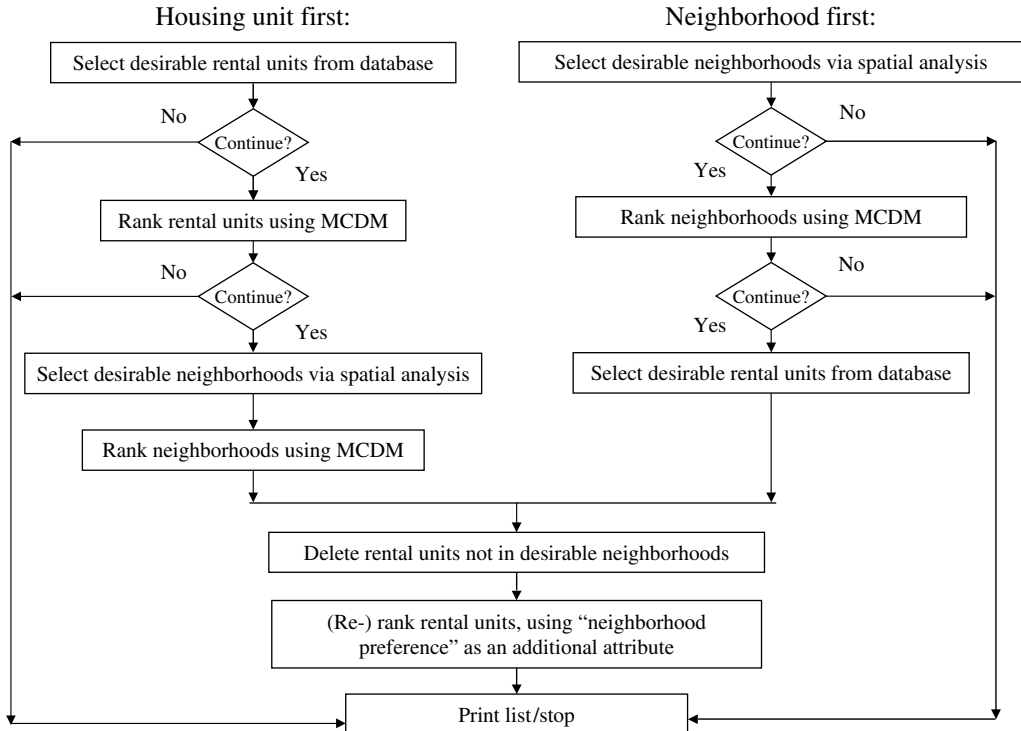 Housing unit first:
Select desirable rental units from database
No
Continue?
Yes
Rank rental units using MCDM
No
Continue?
Yes
Select desirable neighborhoods via spatial analysis
Rank neighborhoods using MCDM
Neighborhood first:
Select desirable neighborhoods via spatial analysis
No
Continue?
Yes
Rank neighborhoods using MCDM
No
Continue?
Yes
Select desirable rental units from database
Delete rental units not in desirable neighborhoods
(Re-) rank rental units, using “neighborhood
preference” as an additional attribute
Print list/stop